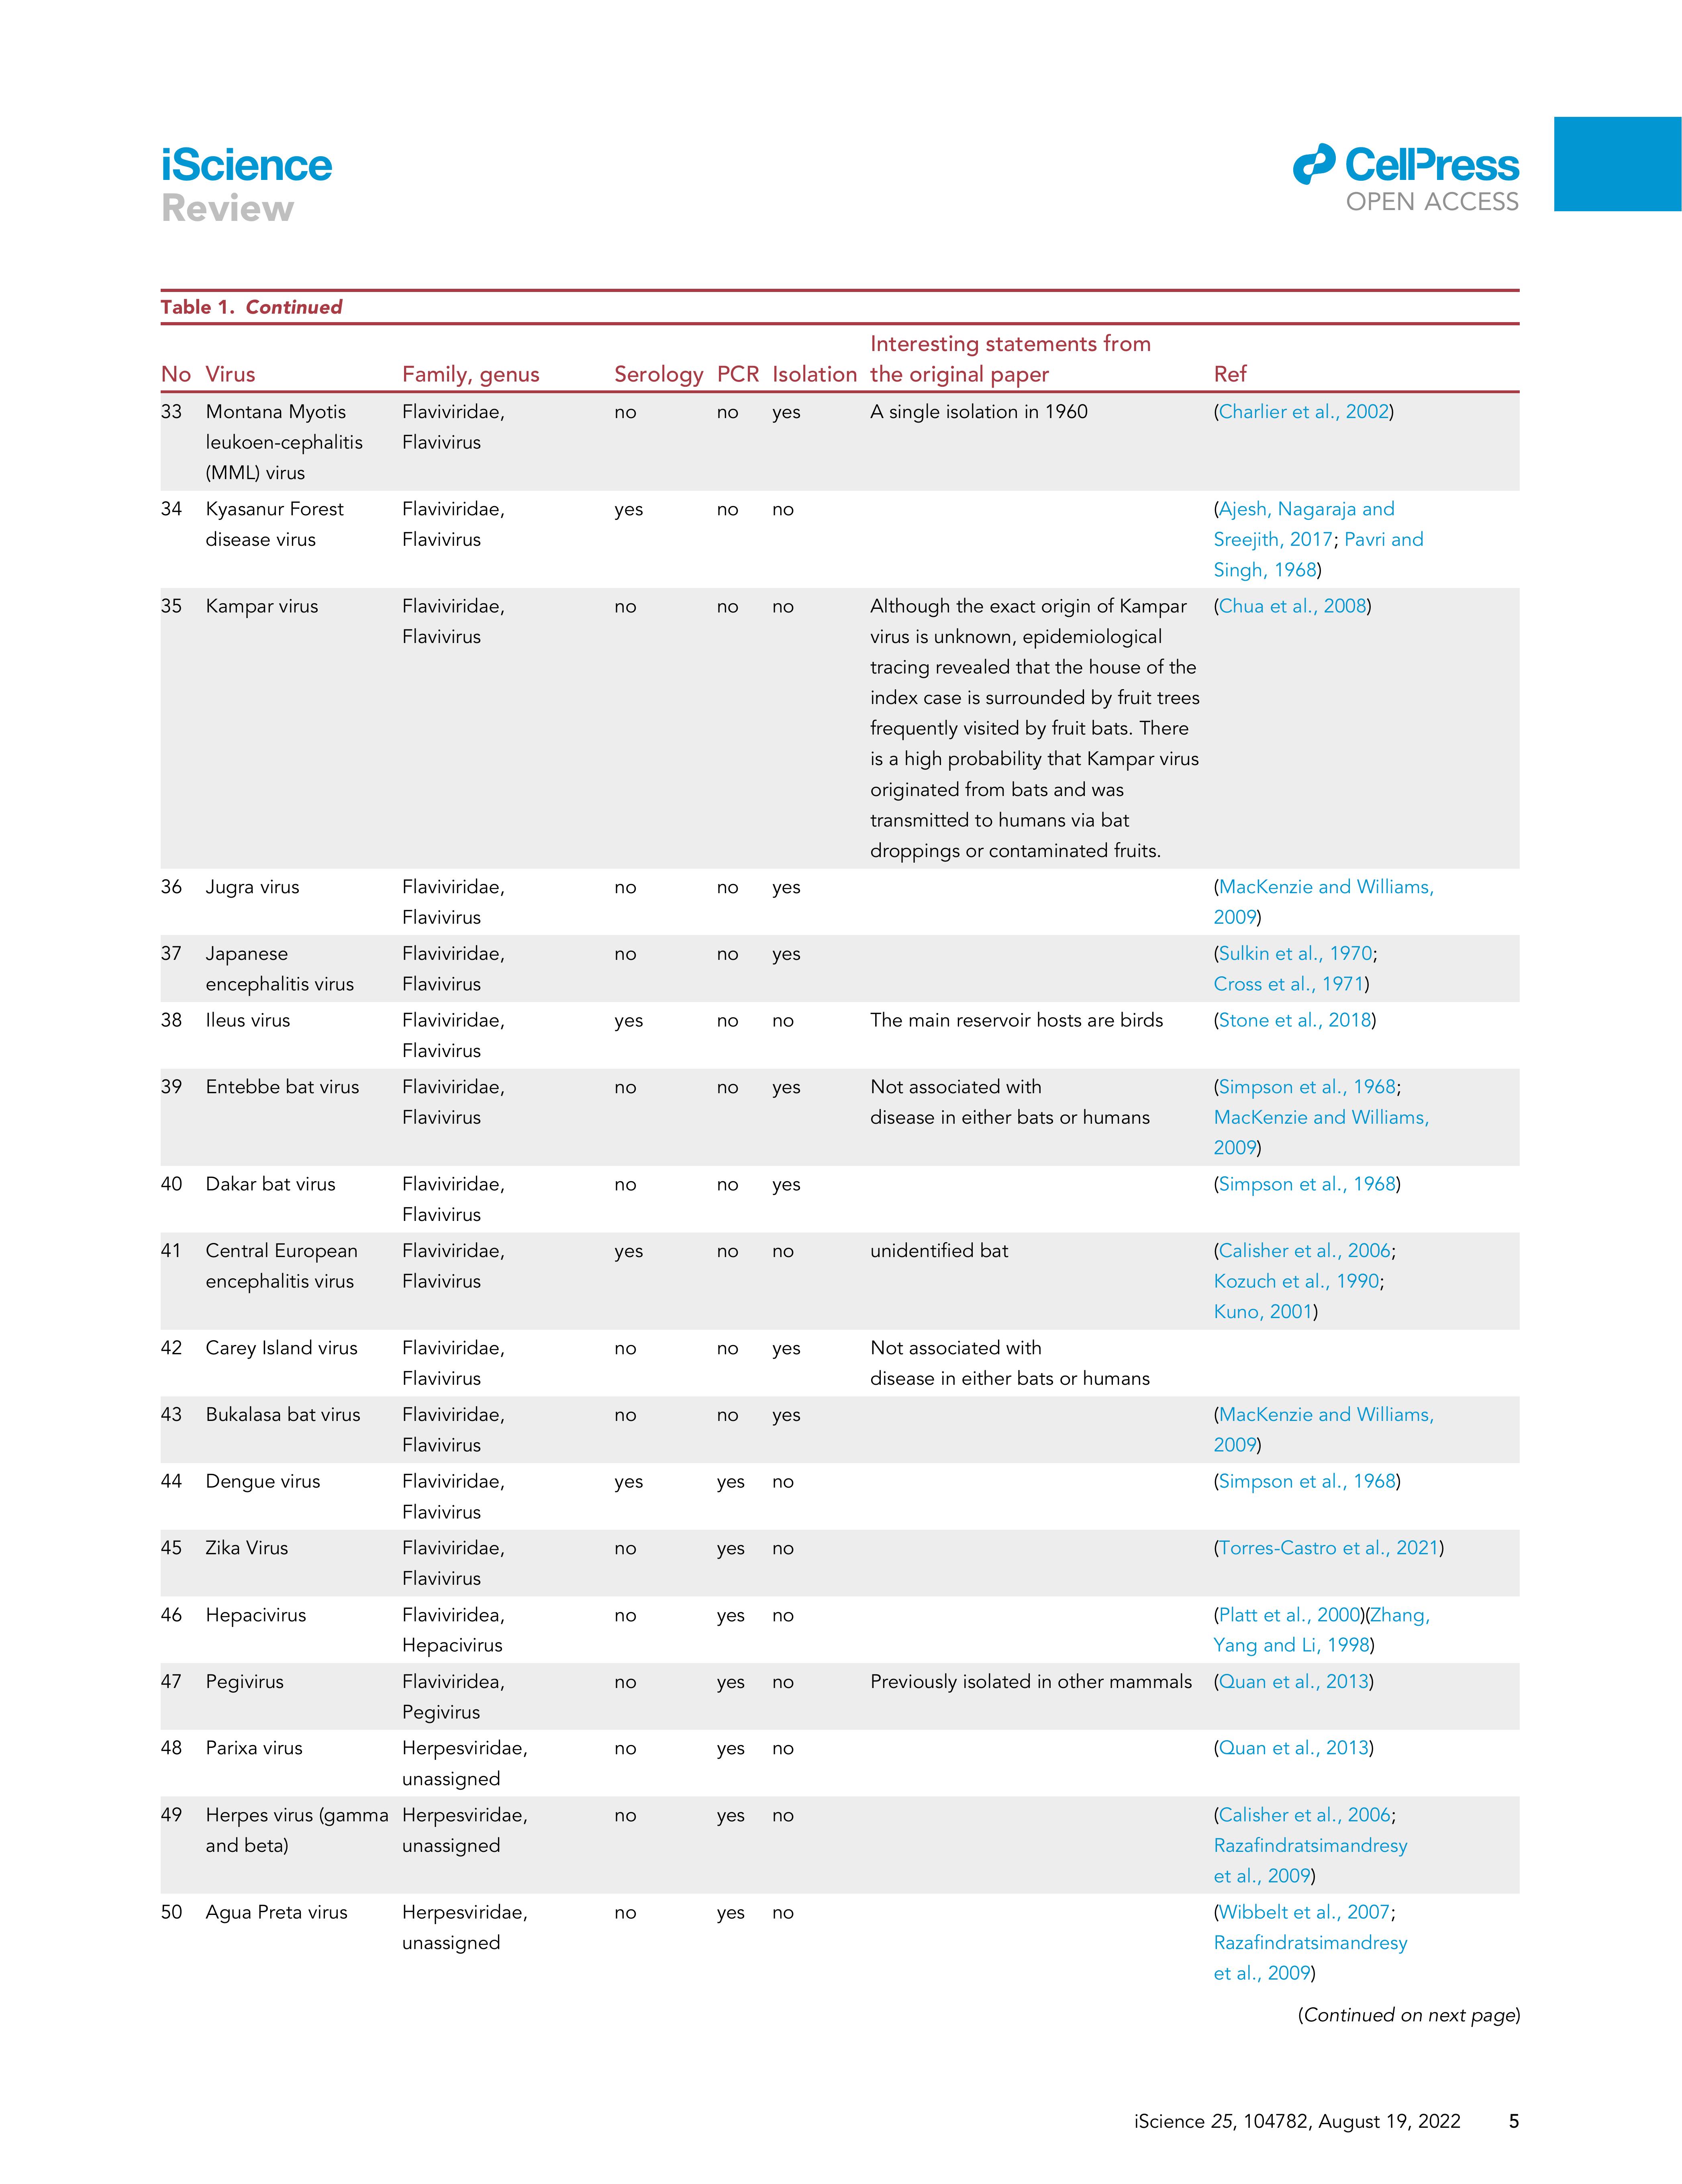 iScience
Review
CellPress
OPEN ACCESS
Table 1. Continued
No Virus Family, genus Serology PCR Isolation Interesting statements from the original paper Ref
33 Montana Myotis Flaviviridae, no no yes A single isolation in 1960 (Charlier et al., 2002)
leukoen-cephalitis Flavivirus
(MML) virus
34 Kyasanur Forest Flaviviridae, yes no no (Ajesh, Nagaraja and
disease virus Flavivirus Sreejith, 2017; Pavri and
Singh, 1968)
35 Kampar virus Flaviviridae, no no no Although the exact origin of Kampar (Chua et al., 2008)
Flavivirus virus is unknown, epidemiological
tracing revealed that the house of the
index case is surrounded by fruit trees
frequently visited by fruit bats. There
is a high probability that Kampar virus
originated from bats and was
transmitted to humans via bat
droppings or contaminated fruits.
36 Jugra virus Flaviviridae, no no yes (MacKenzie and Williams,
Flavivirus 2009)
37 Japanese Flaviviridae, no no yes (Sulkin et al., 1970;
encephalitis virus Flavivirus Cross et al., 1971)
38 Ileus virus Flaviviridae, yes no no The main reservoir hosts are birds (Stone et al., 2018)
Flavivirus
39 Entebbe bat virus Flaviviridae, no no yes Not associated with (Simpson et al., 1968;
Flavivirus disease in either bats or humans MacKenzie and Williams,
2009)
40 Dakar bat virus Flaviviridae, no no yes (Simpson et al., 1968)
Flavivirus
41 Central European Flaviviridae, yes no no unidentified bat (Calisher et al., 2006;
encephalitis virus Flavivirus Kozuch et al., 1990;
Kuno, 2001)
42 Carey Island virus Flaviviridae, no no yes Not associated with
Flavivirus disease in either bats or humans
43 Bukalasa bat virus Flaviviridae, no no yes (MacKenzie and Williams,
Flavivirus 2009)
44 Dengue virus Flaviviridae, yes yes no (Simpson et al., 1968)
Flavivirus
45 Zika Virus Flaviviridae, no yes no (Torres-Castro et al., 2021)
Flavivirus
46 Hepacivirus Flaviviridea, no yes no (Platt et al., 2000)(Zhang,
Hepacivirus Yang and Li, 1998)
47 Pegivirus Flaviviridea, no yes no Previously isolated in other mammals (Quan et al., 2013)
Pegivirus
48 Parixa virus Herpesviridae, no yes no (Quan et al., 2013)
unassigned
49 Herpes virus (gamma Herpesviridae, no yes no (Calisher et al., 2006;
and beta) unassigned Razafindratsimandresy
et al., 2009)
50 Agua Preta virus Herpesviridae, no yes no (Wibbelt et al., 2007;
unassigned Razafindratsimandresy
et al., 2009)
(Continued on next page)
iScience 25, 104782, August 19, 2022 5